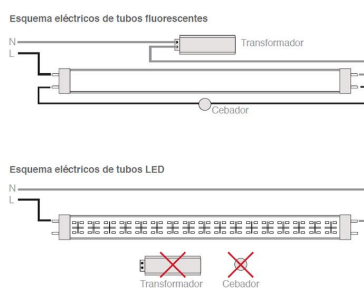 Esquema eléctricos de tubos fluorescentes
N
Transformador
L
Cebador
Esquema eléctricos de tubos LED
N
L
Transformador Cebador